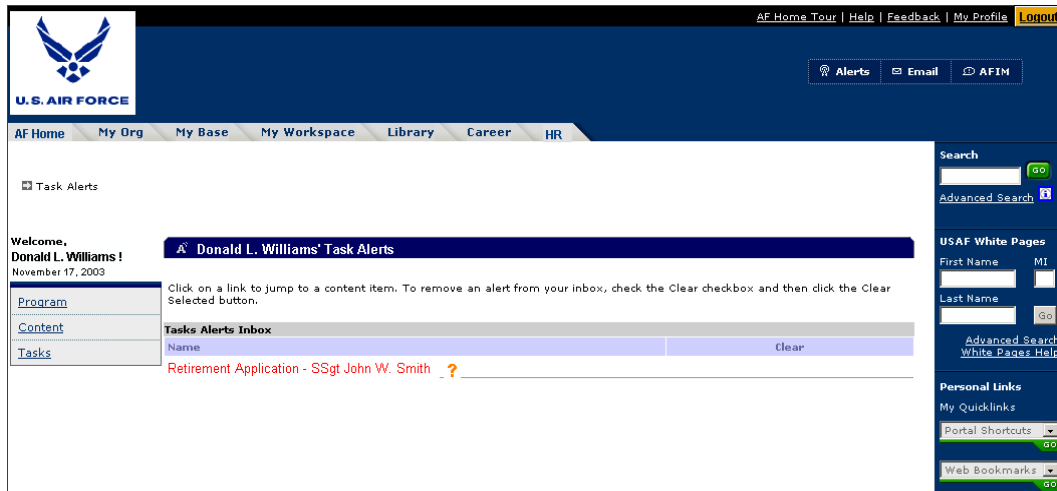 AF Home Tour | Help | Feedback | My Profile Logout
Alerts Email AFIM
U.S. AIR FORCE
AF Home My Org My Base My Workspace Library Career HR
Task Alerts
Welcome,
Donald L. Williams !
November 17, 2003
Program
Content
Tasks
Donald L. Williams' Task Alerts
Click on a link to jump to a content item. To remove an alert from your inbox, check the Clear checkbox and then click the Clear
Selected button.
Tasks Alerts Inbox
Name Clear
Retirement Application - SSgt John W. Smith ?
Search
GO
Advanced Search i
USAF White Pages
First Name MI
Last Name
Go
Advanced Search
White Pages Help
Personal Links
My Quicklinks
Portal Shortcuts
GO
Web Bookmarks
GO